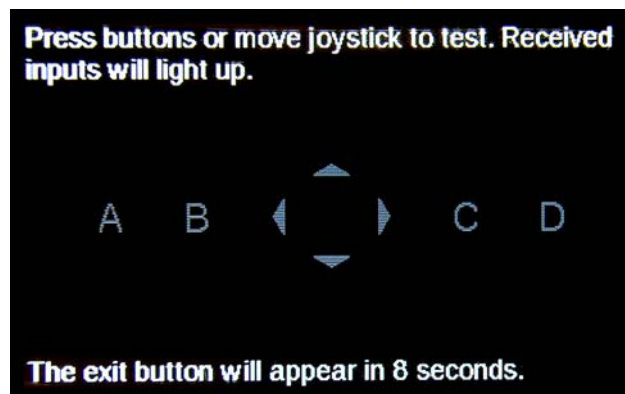 Press buttons or move joystick to test. Received
inputs will light up.
A B C D
The exit button will appear in 8 seconds.